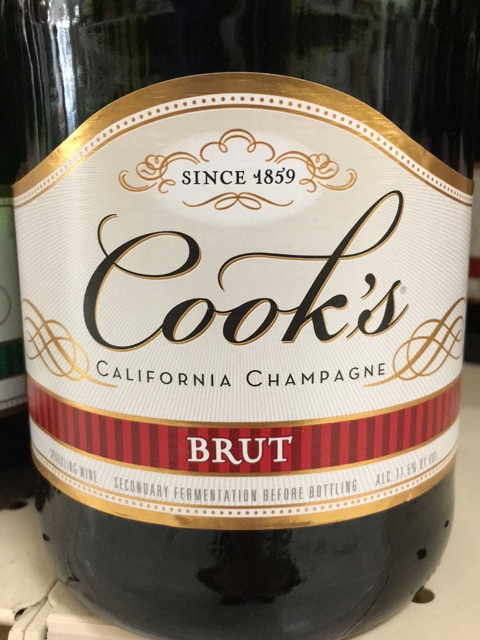 SINCE 1859
Cook's
CALIFORNIA CHAMPAGNE
BRUT
SPARKLING WINE SECONDARY FERMENTATION BEFORE BOTTLING ALC 11.5% BY VOL.